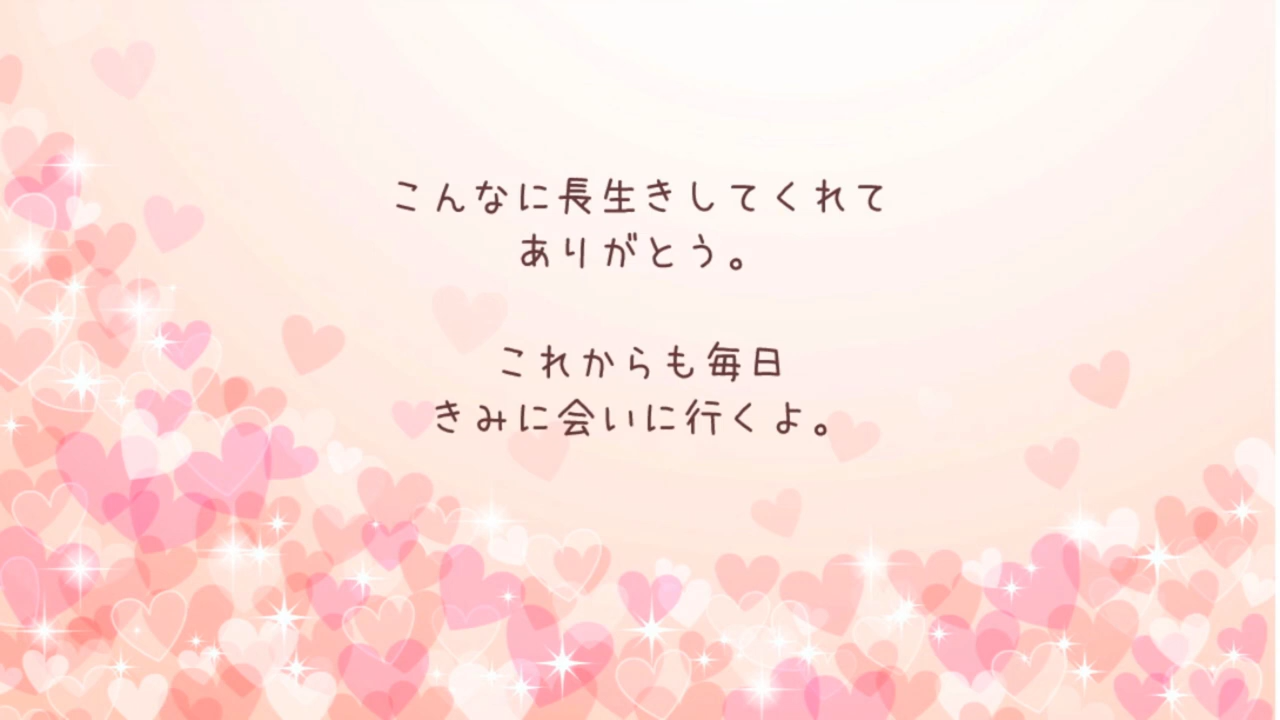 こんなに長生きしてくれて
ありがとう。
これからも毎日
きみに会いに行くよ。